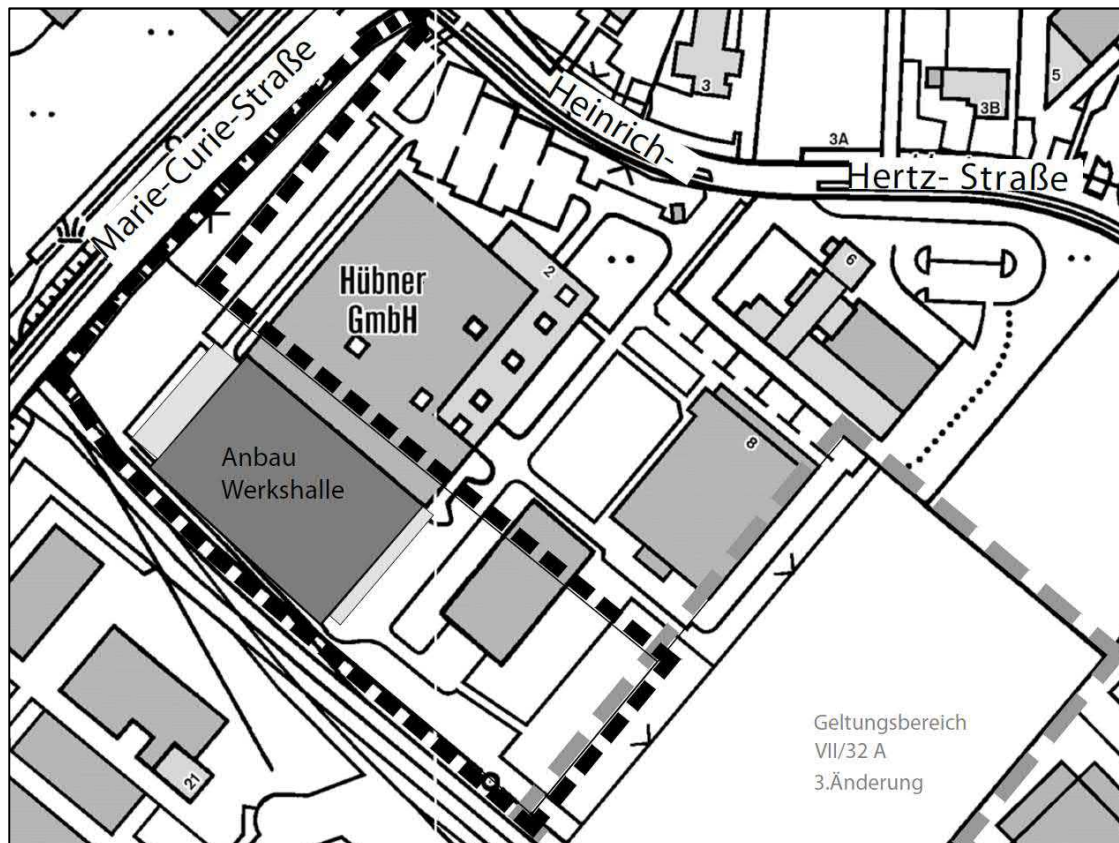 Marie-Curie-Straße
Heinrich-
Hertz- Straße
3
3A
3B
5
2
6
8
Hübner
GmbH
Anbau
Werkshalle
21
Geltungsbereich
VII/32 A
3.Änderung